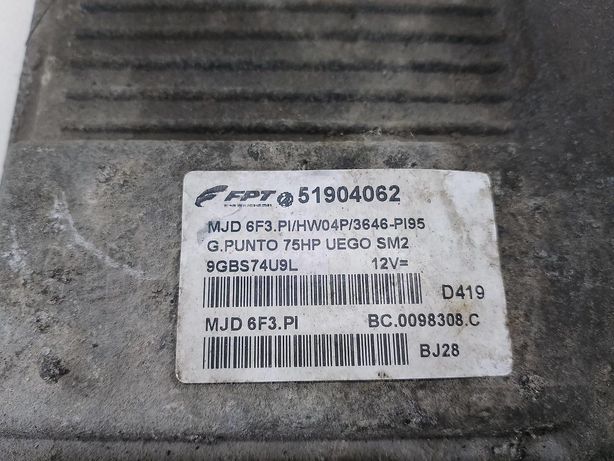 FPT 51904062
MJD 6F3.PI/HW04P/3646-PI95
G.PUNTO 75HP UEGO SM2
9GBS74U9L 12V=
D419
MJD 6F3.PI BC.0098308.C
BJ28